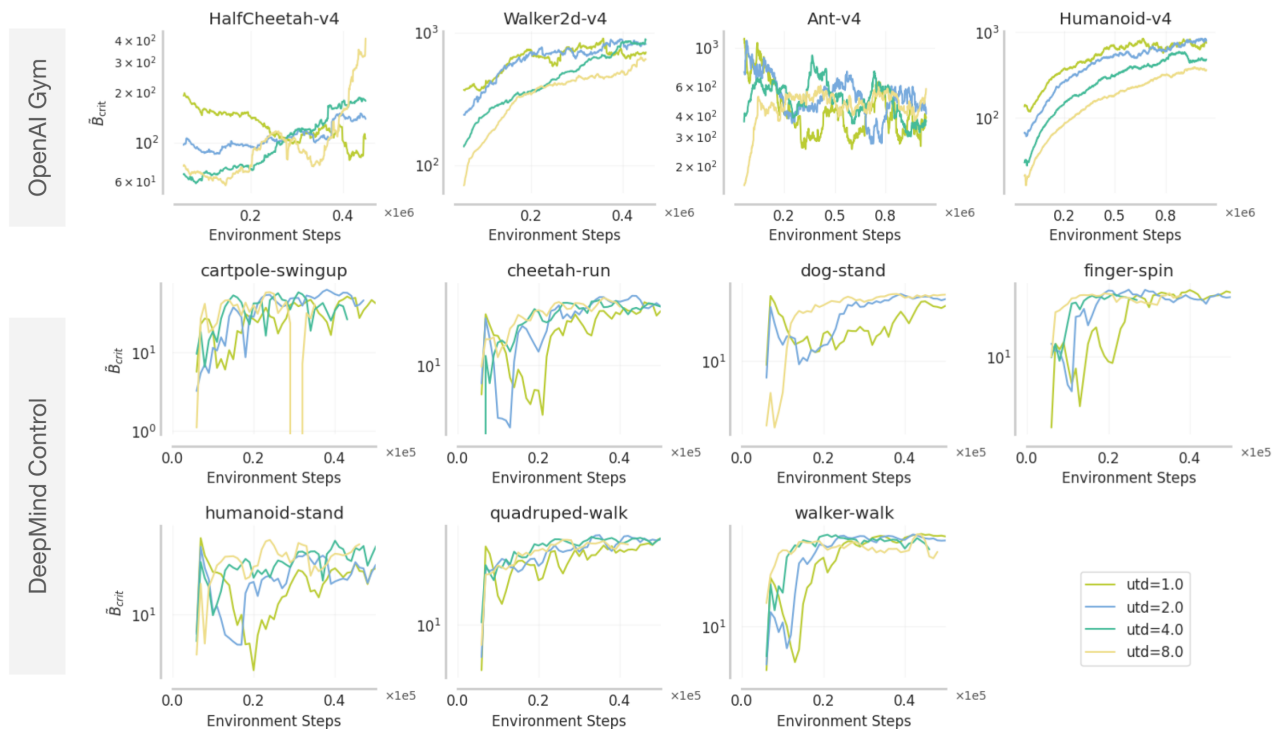 OpenAI Gym
HalfCheetah-v4
Walker2d-v4
Ant-v4
Humanoid-v4
B̄crit
4 × 10²
3 × 10²
2 × 10²
10²
6 × 10¹
0.2
0.4
×1e6
Environment Steps
10³
10²
0.2
0.4
×1e6
Environment Steps
10³
6 × 10²
4 × 10²
3 × 10²
2 × 10²
0.2
0.5
0.8
×1e6
Environment Steps
10³
10²
0.2
0.5
0.8
×1e6
Environment Steps
DeepMind Control
cartpole-swingup
cheetah-run
dog-stand
finger-spin
B̄crit
10¹
10⁰
0.0
0.2
0.4
×1e5
Environment Steps
10¹
0.0
0.2
0.4
×1e5
Environment Steps
10¹
0.0
0.2
0.4
×1e5
Environment Steps
10¹
0.0
0.2
0.4
×1e5
Environment Steps
humanoid-stand
quadruped-walk
walker-walk
B̄crit
10¹
0.0
0.2
0.4
×1e5
Environment Steps
10¹
0.0
0.2
0.4
×1e5
Environment Steps
10¹
0.0
0.2
0.4
×1e5
Environment Steps
utd=1.0
utd=2.0
utd=4.0
utd=8.0